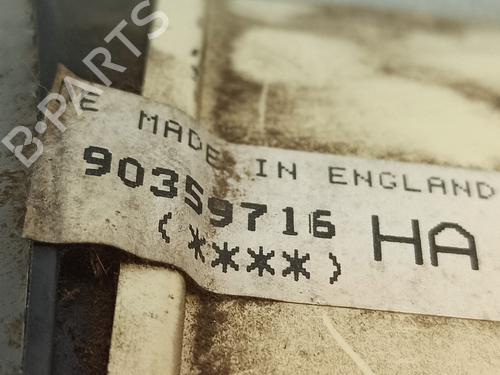 B-PARTS
E MADE IN ENGLAND
90359716 HA
(****)